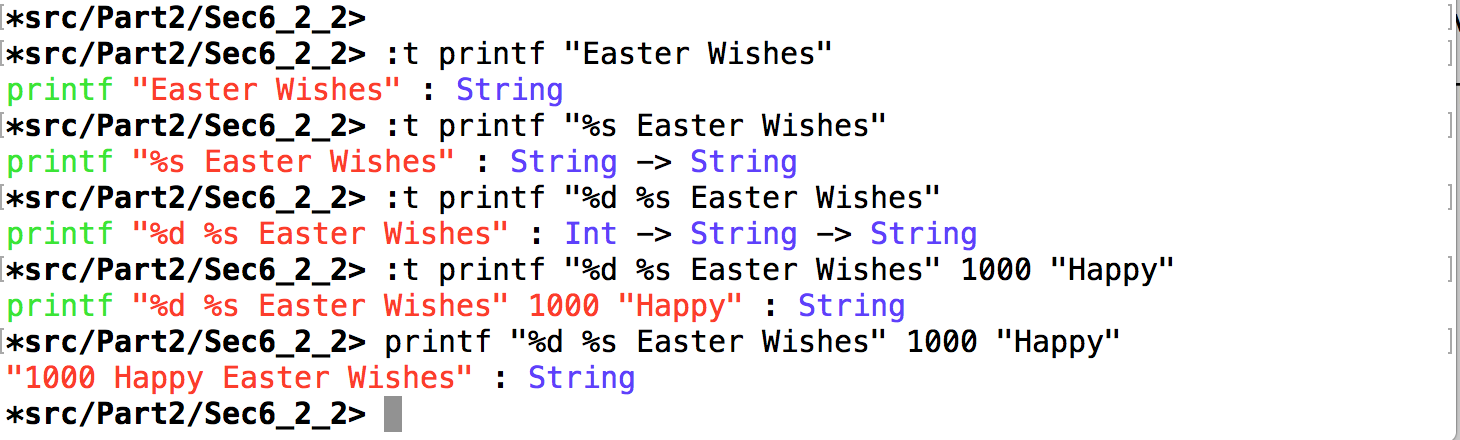 *src/Part2/Sec6_2_2>
*src/Part2/Sec6_2_2> :t printf "Easter Wishes"
printf "Easter Wishes" : String
*src/Part2/Sec6_2_2> :t printf "%s Easter Wishes"
printf "%s Easter Wishes" : String -> String
*src/Part2/Sec6_2_2> :t printf "%d %s Easter Wishes"
printf "%d %s Easter Wishes" : Int -> String -> String
*src/Part2/Sec6_2_2> :t printf "%d %s Easter Wishes" 1000 "Happy"
printf "%d %s Easter Wishes" 1000 "Happy" : String
*src/Part2/Sec6_2_2> printf "%d %s Easter Wishes" 1000 "Happy"
"1000 Happy Easter Wishes" : String
*src/Part2/Sec6_2_2>